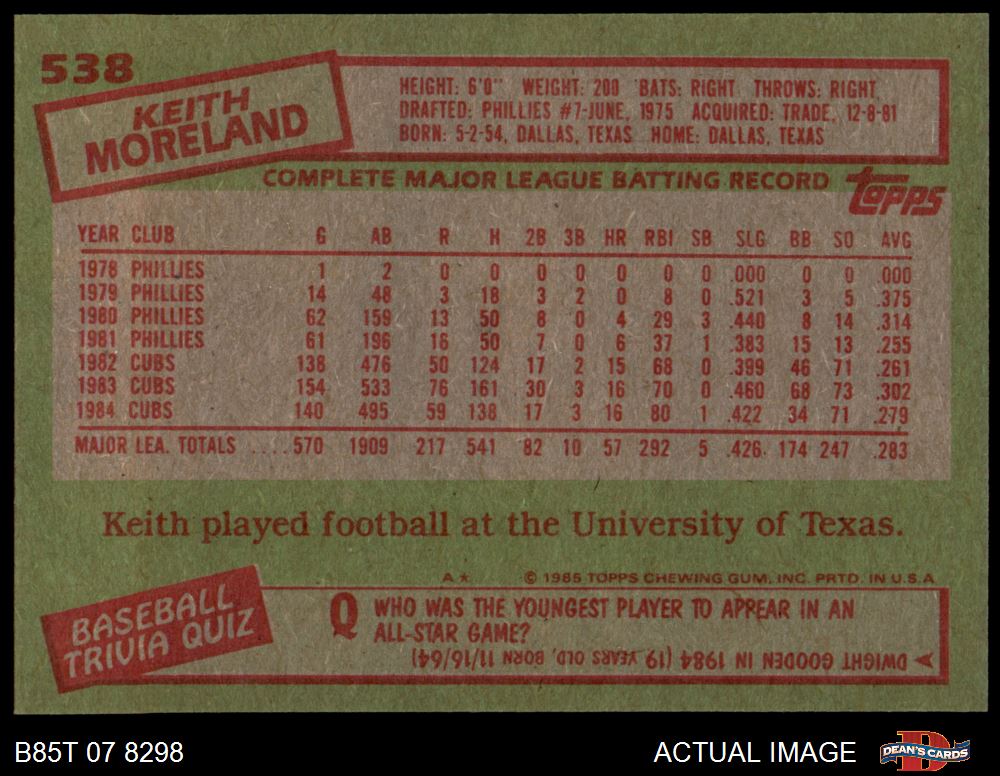 538
KEITH
MORELAND
HEIGHT: 6'0" WEIGHT: 200 BATS: RIGHT THROWS: RIGHT
DRAFTED: PHILLIES #7-JUNE, 1975 ACQUIRED: TRADE, 12-8-81
BORN: 5-2-54, DALLAS, TEXAS HOME: DALLAS, TEXAS
COMPLETE MAJOR LEAGUE BATTING RECORD topps
YEAR CLUB G AB R H 2B 3B HR RBI SB SLG BB SO AVG
1978 PHILLIES 1 2 0 0 0 0 0 0 0 .000 0 0 .000
1979 PHILLIES 14 48 3 18 3 2 0 8 0 .521 3 5 .375
1980 PHILLIES 62 159 13 50 8 0 4 29 3 .440 8 14 .314
1981 PHILLIES 61 196 16 50 7 0 6 37 1 .383 15 13 .255
1982 CUBS 138 476 50 124 17 2 15 68 0 .399 46 71 .261
1983 CUBS 154 533 76 161 30 3 16 70 0 .460 68 73 .302
1984 CUBS 140 495 59 138 17 3 16 80 1 .422 34 71 .279
MAJOR LEA. TOTALS ....570 1909 217 541 82 10 57 292 5 .426 174 247 .283
Keith played football at the University of Texas.
A* © 1985 TOPPS CHEWING GUM, INC. PRTD. IN U.S.A.
BASEBALL
TRIVIA QUIZ
Q WHO WAS THE YOUNGEST PLAYER TO APPEAR IN AN
ALL-STAR GAME?
DWIGHT GOODEN IN 1984 (19 YEARS OLD, BORN 11/16/64)
B85T 07 8298
ACTUAL IMAGE
D
DEAN'S CARDS